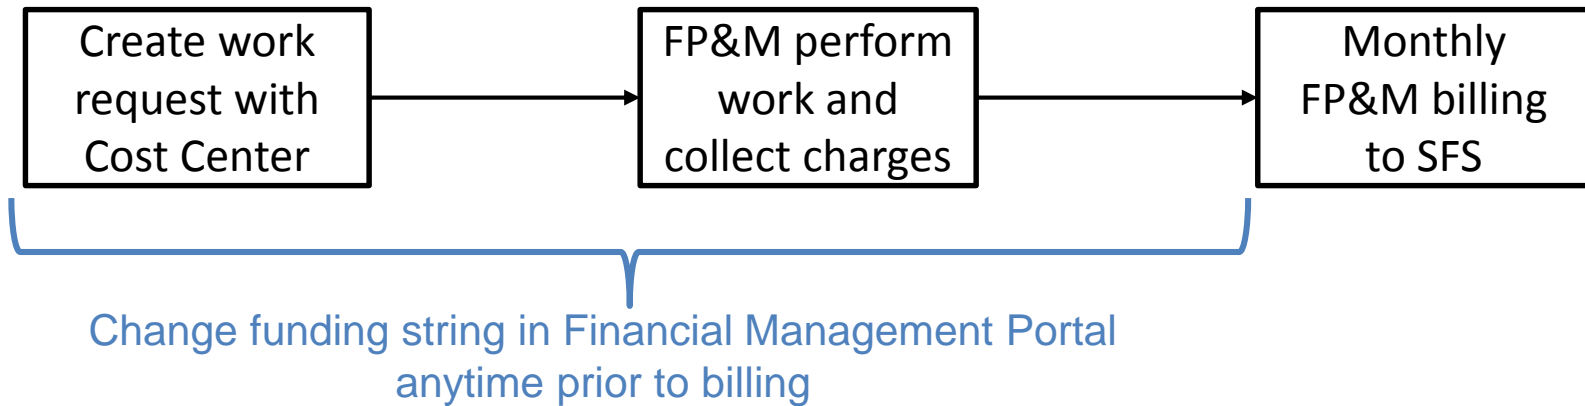 Create work
request with
Cost Center
FP&M perform
work and
collect charges
Monthly
FP&M billing
to SFS
Change funding string in Financial Management Portal
anytime prior to billing